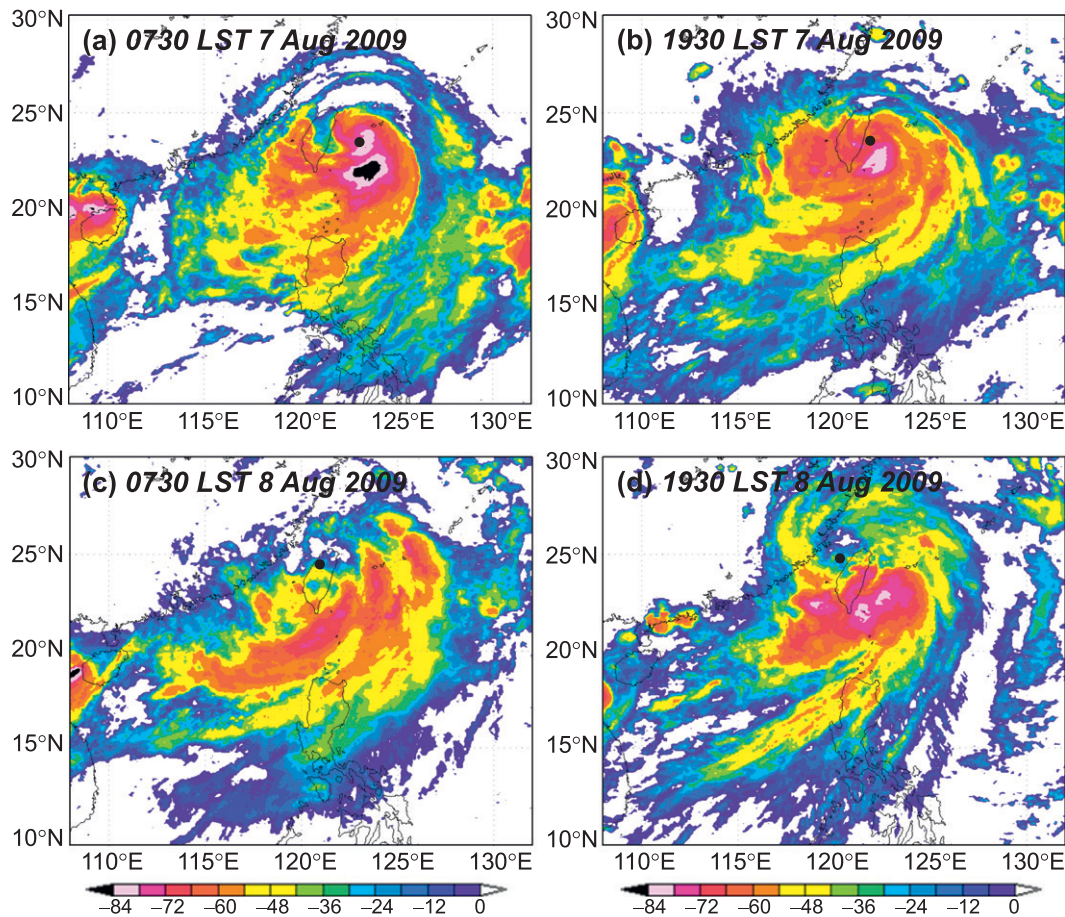 (a) 0730 LST 7 Aug 2009
30°N
25°N
20°N
15°N
10°N
110°E 115°E 120°E 125°E 130°E
(b) 1930 LST 7 Aug 2009
30°N
25°N
20°N
15°N
10°N
110°E 115°E 120°E 125°E 130°E
(c) 0730 LST 8 Aug 2009
30°N
25°N
20°N
15°N
10°N
110°E 115°E 120°E 125°E 130°E
(d) 1930 LST 8 Aug 2009
30°N
25°N
20°N
15°N
10°N
110°E 115°E 120°E 125°E 130°E
−84 −72 −60 −48 −36 −24 −12 0
−84 −72 −60 −48 −36 −24 −12 0